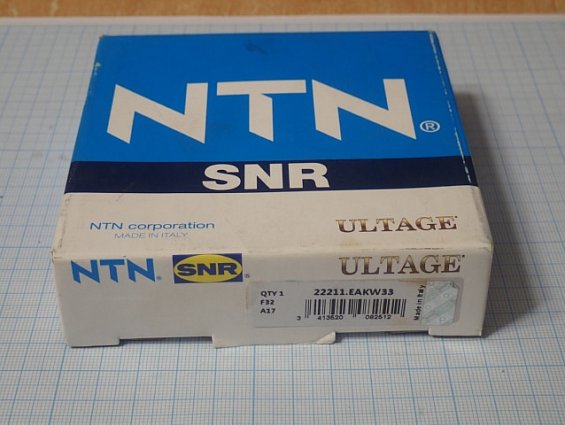 NTN®
SNR
NTN corporation
MADE IN ITALY
ULTAGE
NTN SNR
ULTAGE
QTY 1
22211.EAKW33
F32
A17
3 413520 082512
Made in Italy